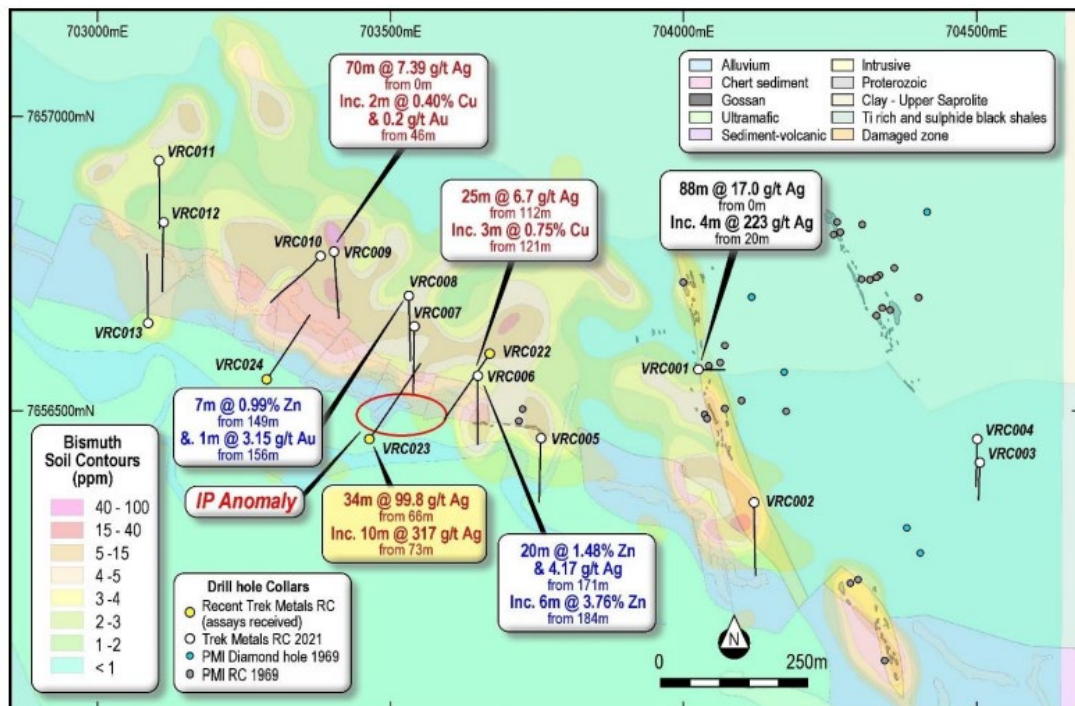 703000mE
703500mE
704000mE
704500mE
7657000mN
7656500mN
Alluvium
Chert sediment
Gossan
Ultramafic
Sediment-volcanic
Intrusive
Proterozoic
Clay - Upper Saprolite
Ti rich and sulphide black shales
Damaged zone
70m @ 7.39 g/t Ag
from 0m
Inc. 2m @ 0.40% Cu
& 0.2 g/t Au
from 46m
25m @ 6.7 g/t Ag
from 112m
Inc. 3m @ 0.75% Cu
from 121m
88m @ 17.0 g/t Ag
from 0m
Inc. 4m @ 223 g/t Ag
from 20m
VRC011
VRC012
VRC010
VRC009
VRC008
VRC007
VRC013
VRC024
VRC022
VRC006
VRC001
VRC005
VRC023
VRC004
VRC003
VRC002
7m @ 0.99% Zn
from 149m
&. 1m @ 3.15 g/t Au
from 156m
IP Anomaly
34m @ 99.8 g/t Ag
from 66m
Inc. 10m @ 317 g/t Ag
from 73m
20m @ 1.48% Zn
& 4.17 g/t Ag
from 171m
Inc 6m @ 3.76% Zn
from 184m
Bismuth
Soil Contours
(ppm)
40 - 100
15 - 40
5 -15
4 -5
3 -4
2 -3
1 -2
< 1
Drill hole Collars
Recent Trek Metals RC
(assays received)
Trek Metals RC 2021
PMI Diamond hole 1969
PMI RC 1969
N
0
250m